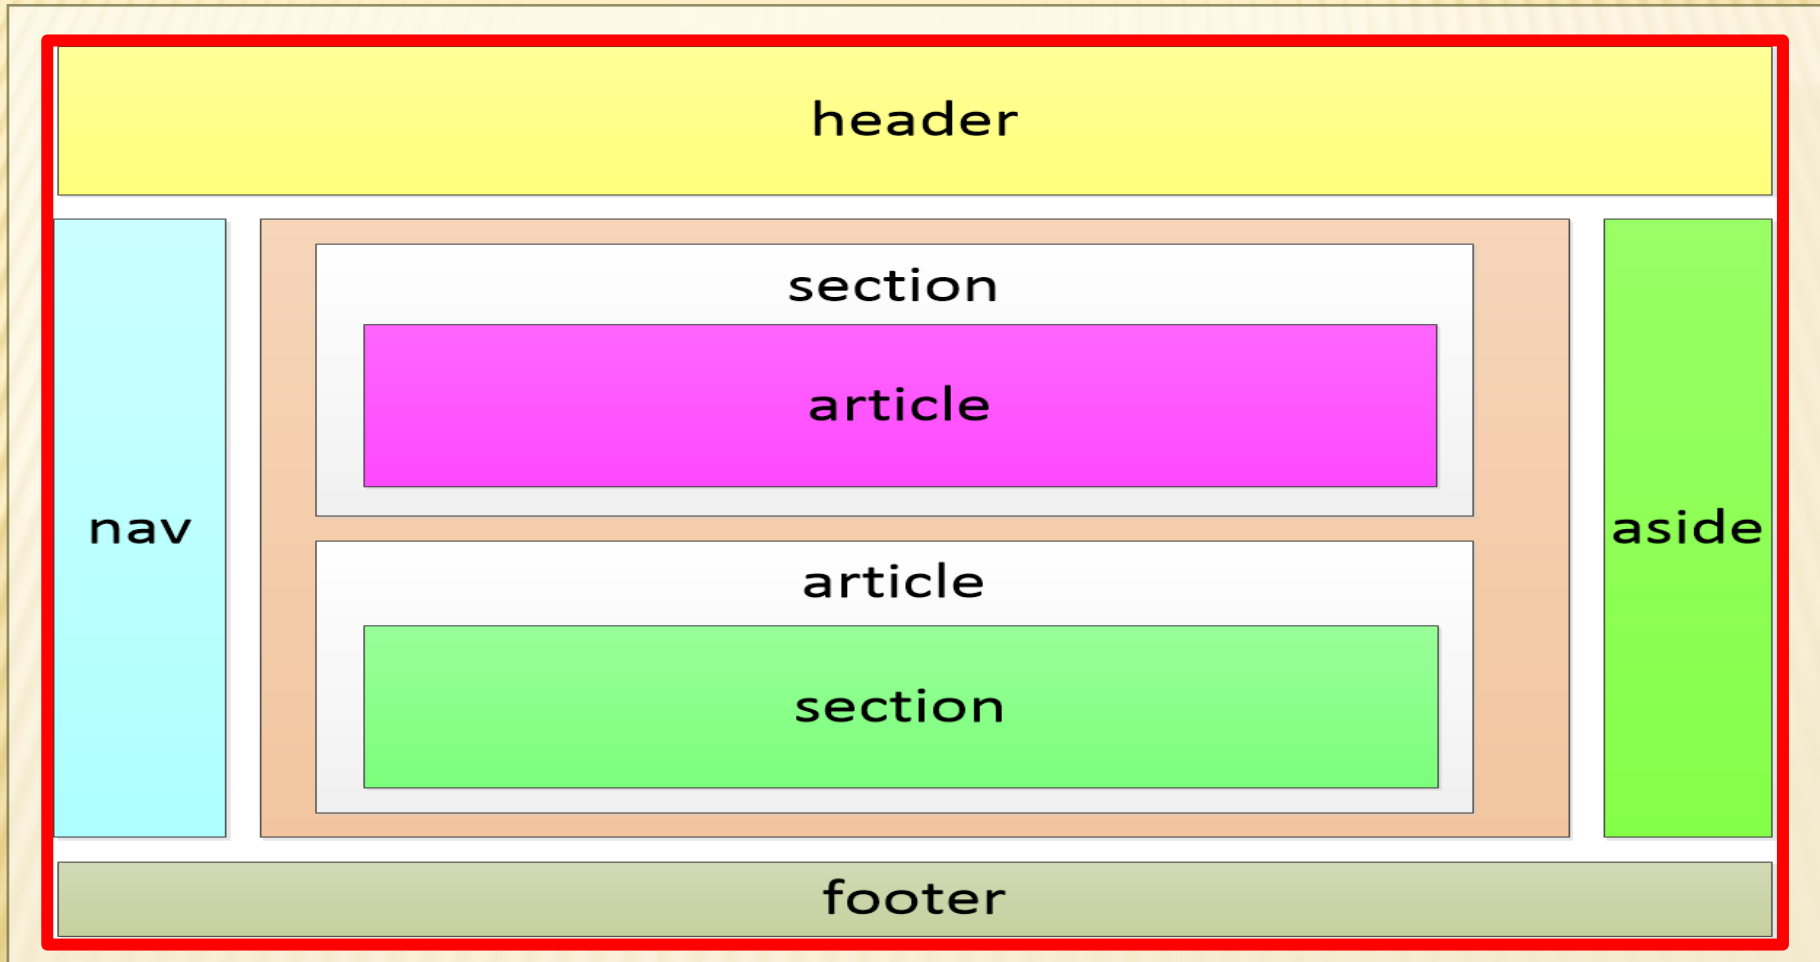 header
nav
section
article
article
section
aside
footer